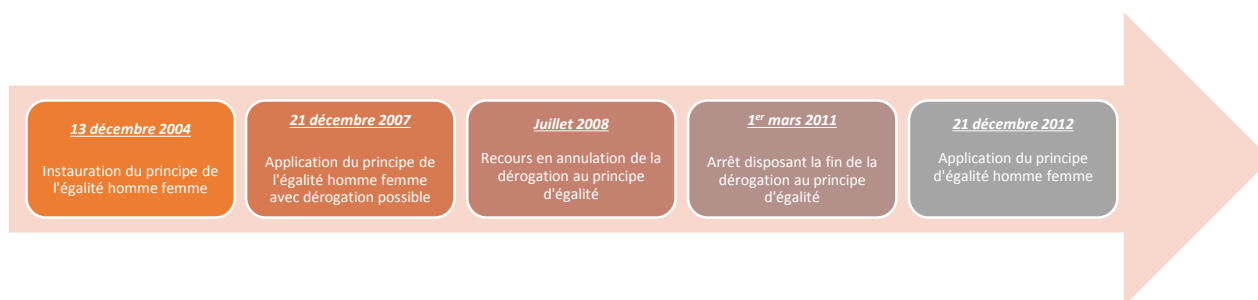 13 décembre 2004
Instauration du principe de
l'égalité homme femme
21 décembre 2007
Application du principe de
l'égalité homme femme
avec dérogation possible
Juillet 2008
Recours en annulation de la
dérogation au principe
d'égalité
1er mars 2011
Arrêt disposant la fin de la
dérogation au principe
d'égalité
21 décembre 2012
Application du principe
d'égalité homme femme